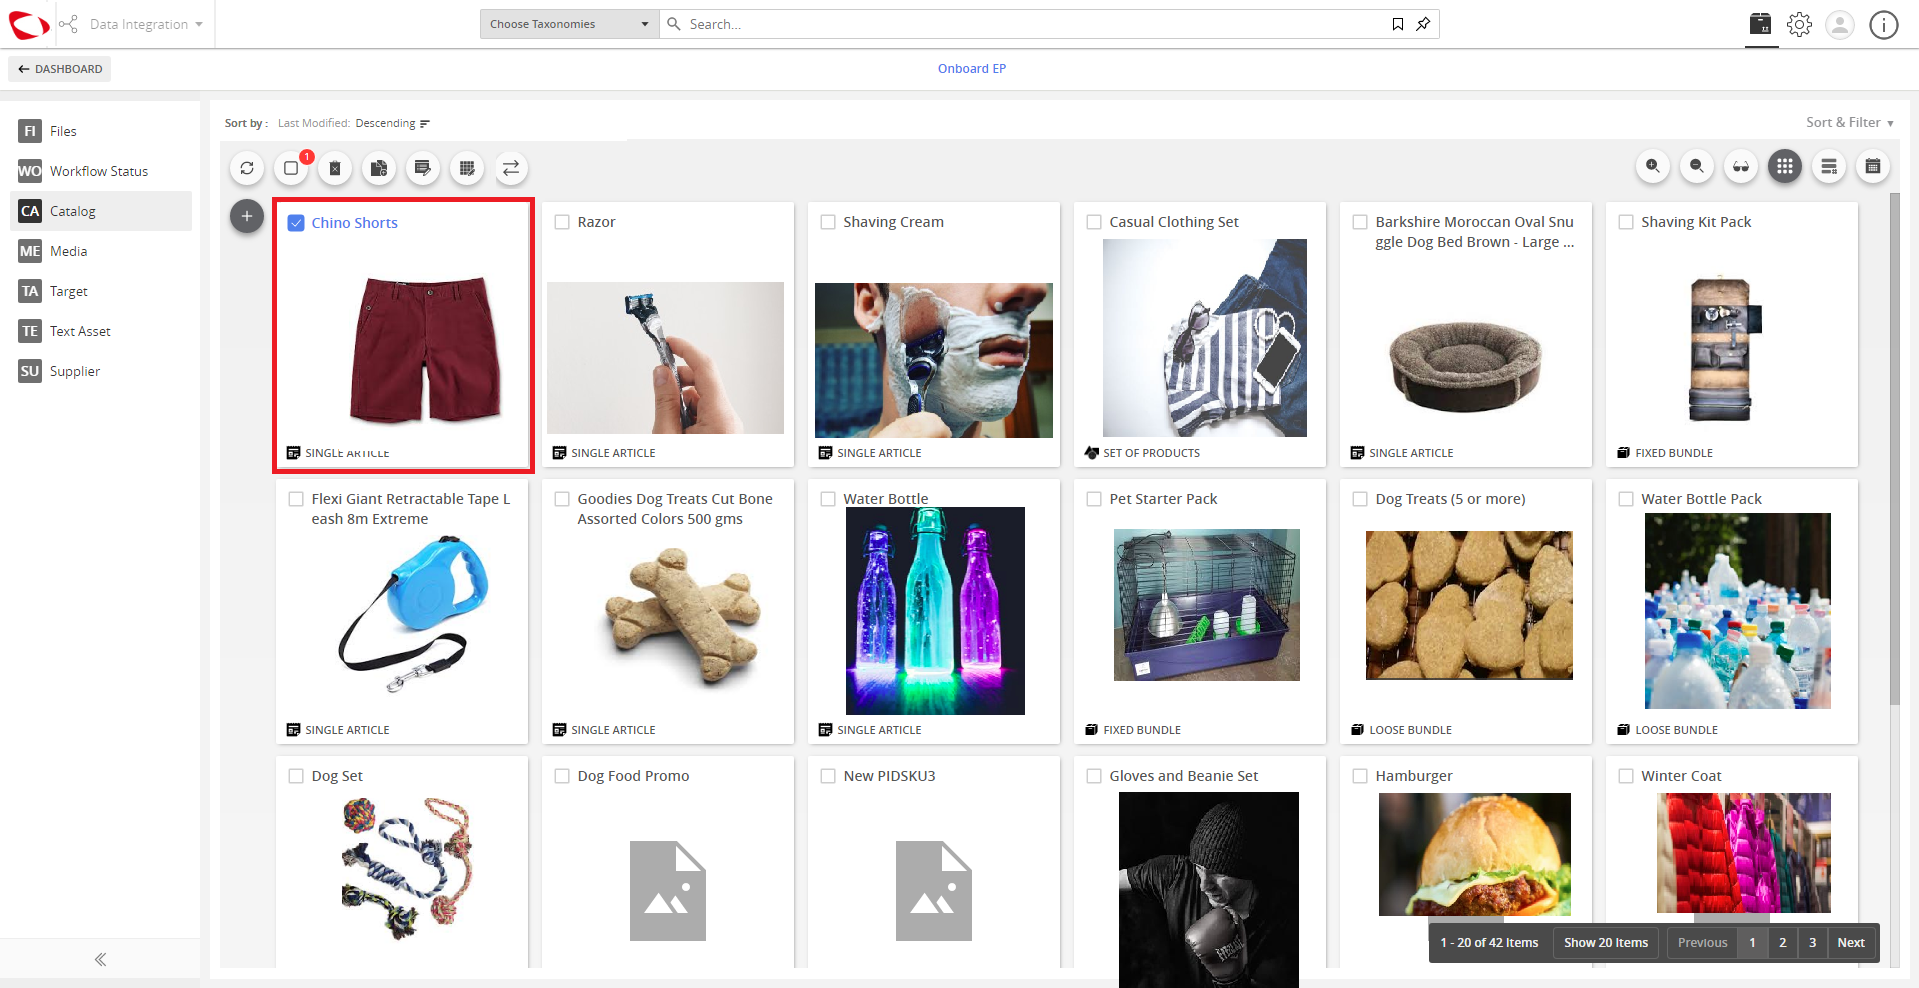 Data Integration
Choose Taxonomies
Search...
DASHBOARD
Onboard EP
FI Files
WO Workflow Status
CA Catalog
ME Media
TA Target
TE Text Asset
SU Supplier
Sort by : Last Modified: Descending
Sort & Filter
1
Chino Shorts
SINGLE ARTICLE
Razor
SINGLE ARTICLE
Shaving Cream
SINGLE ARTICLE
Casual Clothing Set
SET OF PRODUCTS
Barkshire Moroccan Oval Snu
ggle Dog Bed Brown - Large ...
SINGLE ARTICLE
Shaving Kit Pack
FIXED BUNDLE
Flexi Giant Retractable Tape L
eash 8m Extreme
SINGLE ARTICLE
Goodies Dog Treats Cut Bone
Assorted Colors 500 gms
SINGLE ARTICLE
Water Bottle
SINGLE ARTICLE
Pet Starter Pack
FIXED BUNDLE
Dog Treats (5 or more)
LOOSE BUNDLE
Water Bottle Pack
LOOSE BUNDLE
Dog Set
Dog Food Promo
New PIDSKU3
Gloves and Beanie Set
Hamburger
Winter Coat
1 - 20 of 42 Items Show 20 Items Previous 1 2 3 Next